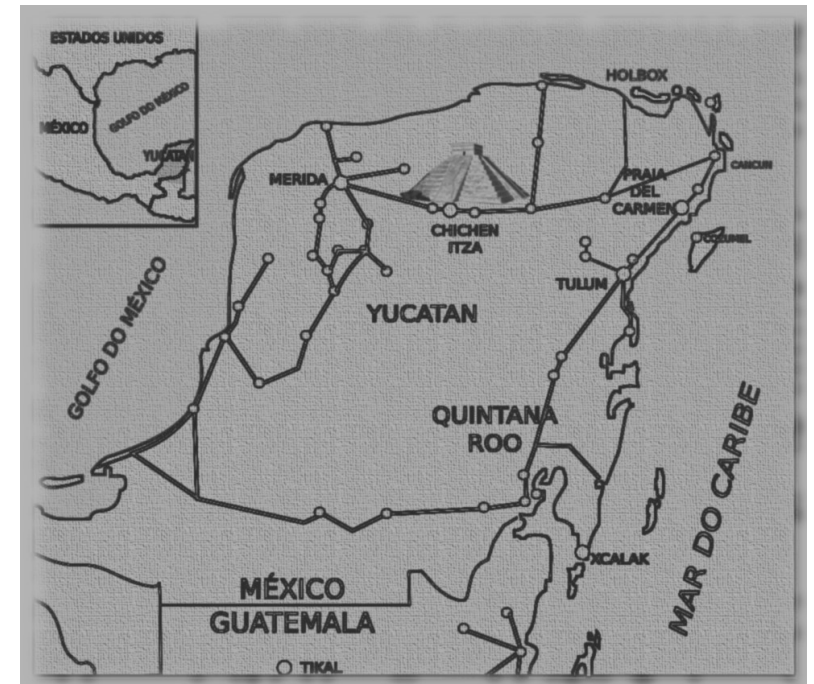 ESTADOS UNIDOS
GOLFO DO MÉXICO
MÉXICO
YUCATAN
HOLBOX
CANCUN
MERIDA
PRAIA
DEL
CARMEN
CHICHEN
ITZA
COZUMEL
TULUM
GOLFO DO MÉXICO
YUCATAN
QUINTANA
ROO
MAR DO CARIBE
XCALAK
MÉXICO
GUATEMALA
TIKAL